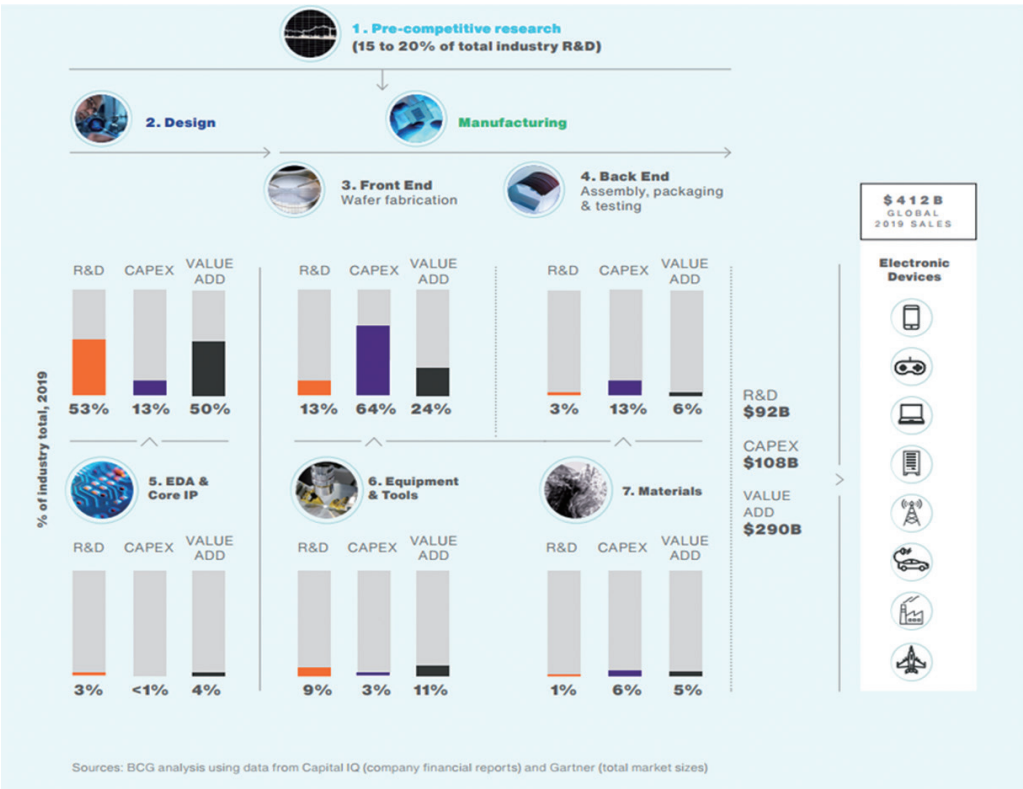 1. Pre-competitive research
(15 to 20% of total industry R&D)
2. Design
Manufacturing
3. Front End
Wafer fabrication
4. Back End
Assembly, packaging
& testing
$412B
GLOBAL
2019 SALES
Electronic
Devices
% of industry total, 2019
R&D CAPEX VALUE
ADD
53% 13% 50%
R&D CAPEX VALUE
ADD
13% 64% 24%
R&D CAPEX VALUE
ADD
3% 13% 6%
5. EDA &
Core IP
6. Equipment
& Tools
7. Materials
R&D CAPEX VALUE
ADD
3% <1% 4%
R&D CAPEX VALUE
ADD
9% 3% 11%
R&D CAPEX VALUE
ADD
1% 6% 5%
R&D
$92B
CAPEX
$108B
VALUE
ADD
$290B
Sources: BCG analysis using data from Capital IQ (company financial reports) and Gartner (total market sizes)